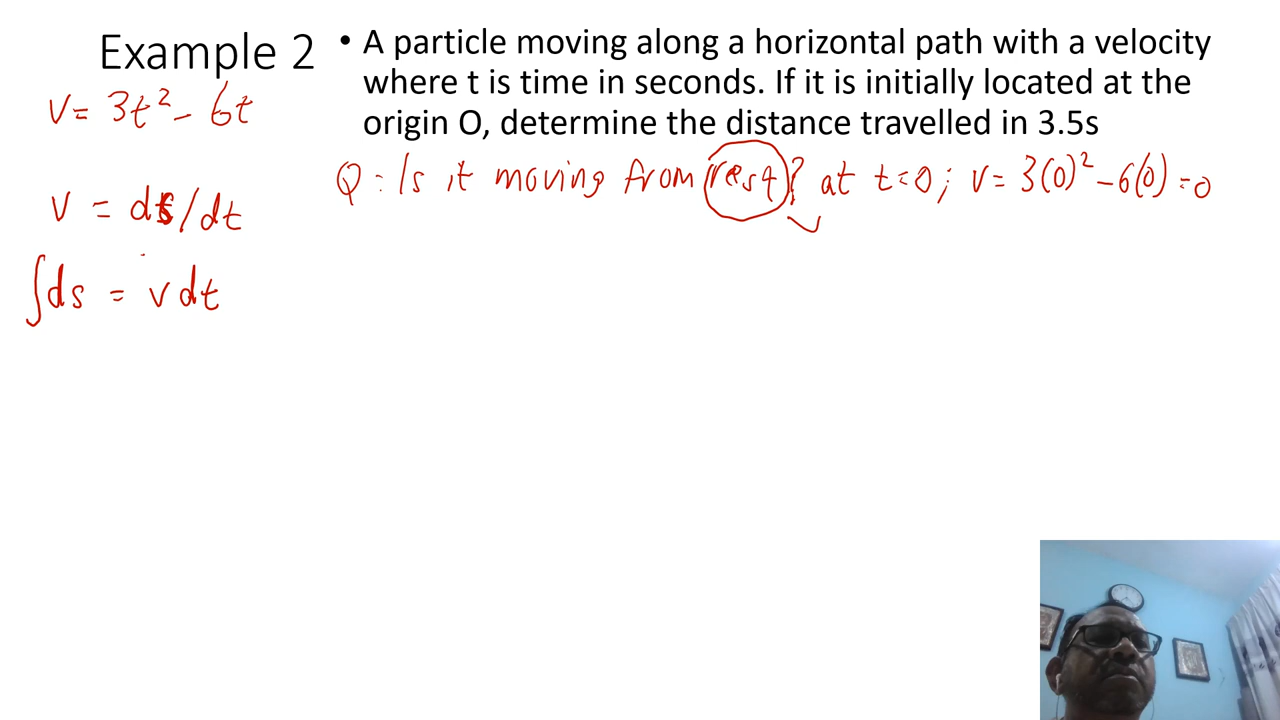 Example 2
• A particle moving along a horizontal path with a velocity
where t is time in seconds. If it is initially located at the
origin O, determine the distance travelled in 3.5s
v = 3t² - 6t
Q : Is it moving from rest? at t=0; v = 3(0)² - 6(0) = 0
v = ds/dt
∫ds = v dt